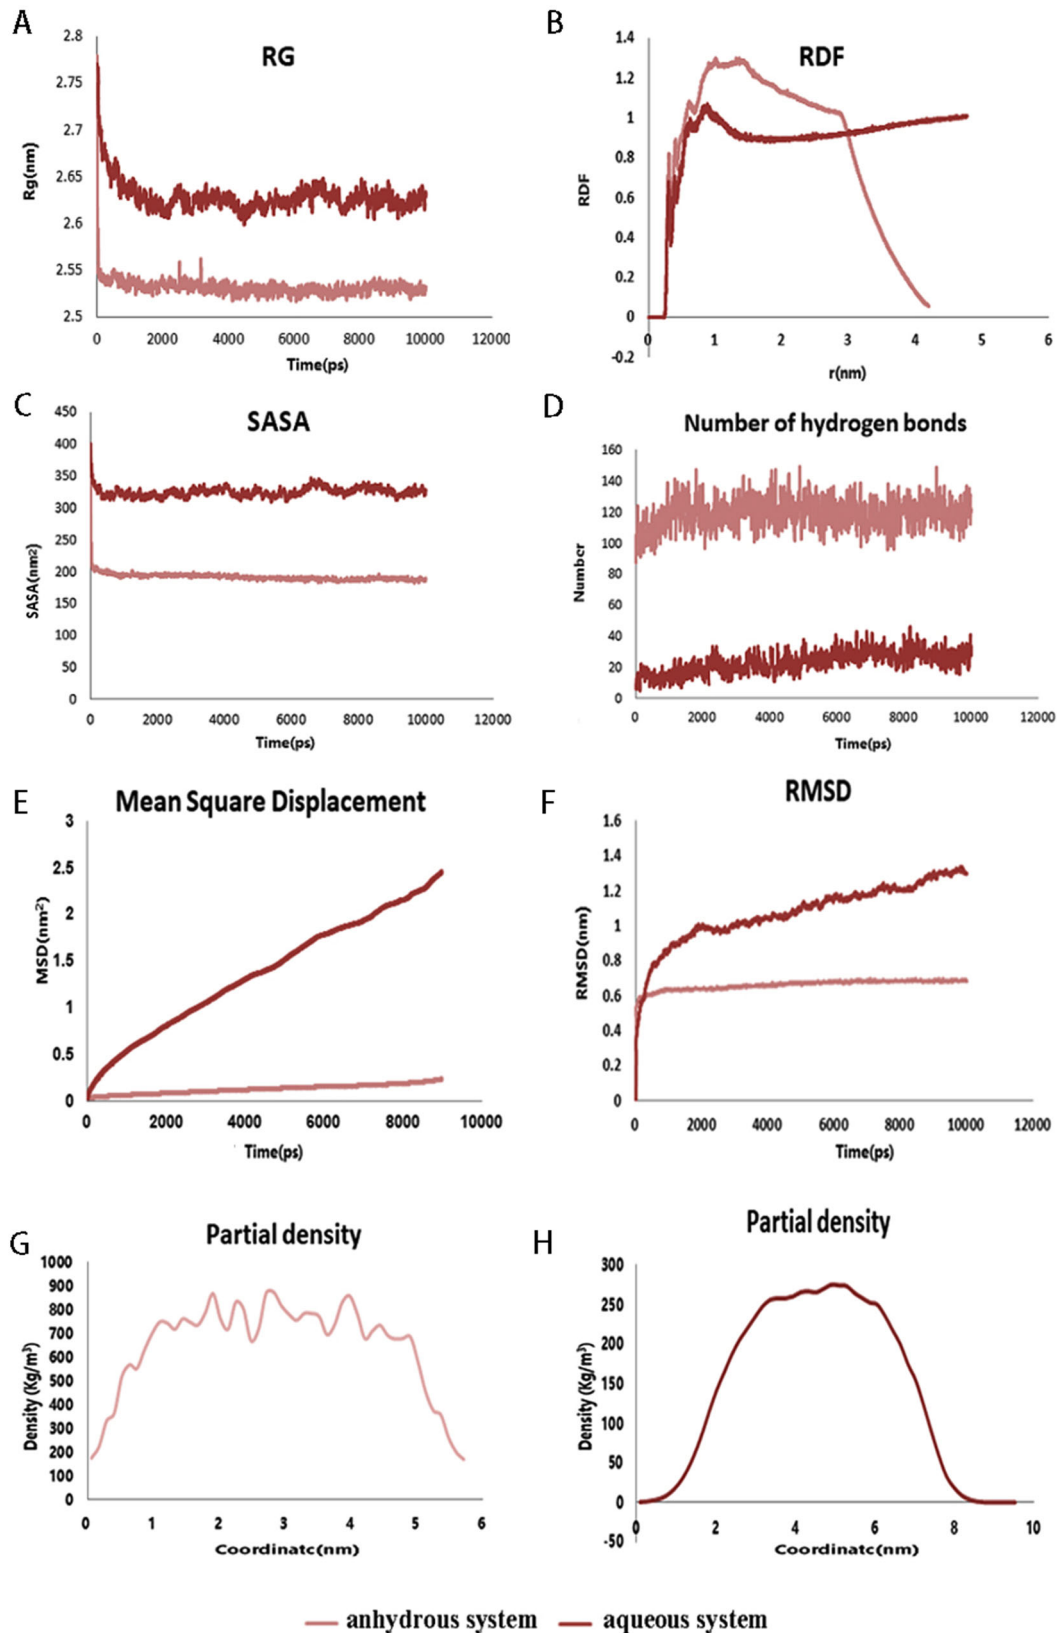 A
RG
2.8
2.75
2.7
2.65
2.6
2.55
2.5
Rg(nm)
0 2000 4000 6000 8000 10000 12000
Time(ps)
B
RDF
1.4
1.2
1
0.8
0.6
0.4
0.2
0
-0.2
RDF
0 1 2 3 4 5 6
r(nm)
C
SASA
450
400
350
300
250
200
150
100
50
0
SASA(nm2)
0 2000 4000 6000 8000 10000 12000
Time(ps)
D
Number of hydrogen bonds
160
140
120
100
80
60
40
20
0
Number
0 2000 4000 6000 8000 10000 12000
Time(ps)
E
Mean Square Displacement
3
2.5
2
1.5
1
0.5
0
MSD(nm²)
0 2000 4000 6000 8000 10000
Time(ps)
F
RMSD
1.6
1.4
1.2
1
0.8
0.6
0.4
0.2
0
RMSD(nm)
0 2000 4000 6000 8000 10000 12000
Time(ps)
G
Partial density
1000
900
800
700
600
500
400
300
200
100
0
Density (Kg/m³)
0 1 2 3 4 5 6
Coordinatc(nm)
H
Partial density
300
250
200
150
100
50
0
-50
Density (Kg/m³)
0 2 4 6 8 10
Coordinatc(nm)
anhydrous system aqueous system